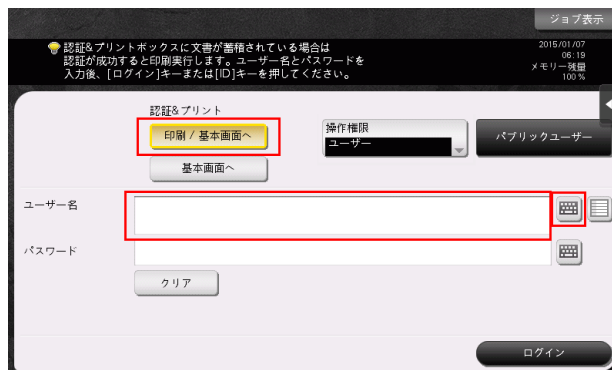 ジョブ表示
認証&プリントボックスに文書が蓄積されている場合は
認証が成功すると印刷実行します。ユーザー名とパスワードを
入力後、[ログイン]キーまたは[ID]キーを押してください。
2015/01/07
06:19
メモリー残量
100 %
認証&プリント
印刷 / 基本画面へ
操作権限
ユーザー
パブリックユーザー
基本画面へ
ユーザー名
パスワード
クリア
ログイン